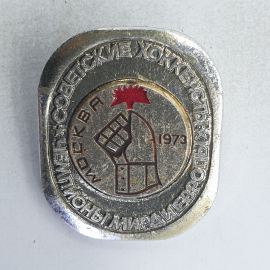 СОВЕТСКИЕ ХОККЕИСТЫ
ЧЕМПИОНЫ МИРА И ЕВРОПЫ
МОСКВА
1973